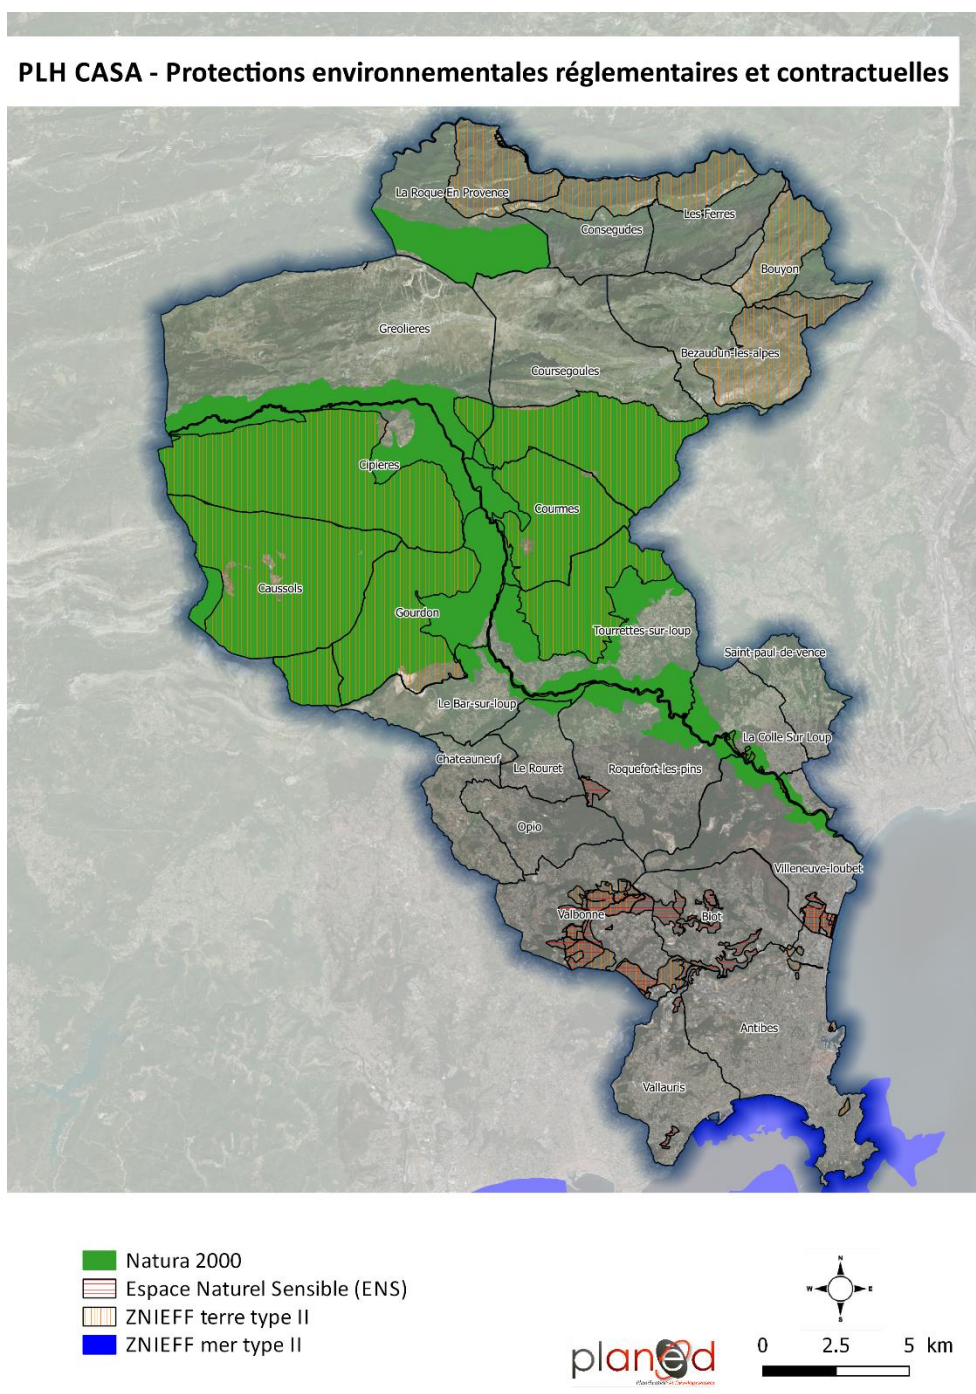 PLH CASA - Protections environnementales réglementaires et contractuelles
La Roque En Provence
Les Ferres
Consegudes
Bouyon
Greolieres
Bezaudun-les-alpes
Coursegoules
Cipieres
Courmes
Caussols
Gourdon
Tourrettes-sur-loup
Saint-paul-de-vence
Le Bar-sur-loup
La Colle Sur Loup
Chateauneuf
Le Rouret
Roquefort-les-pins
Opio
Villeneuve-loubet
Valbonne
Biot
Antibes
Vallauris
Natura 2000
Espace Naturel Sensible (ENS)
ZNIEFF terre type II
ZNIEFF mer type II
N
W E
S
planed
0 2.5 5 km